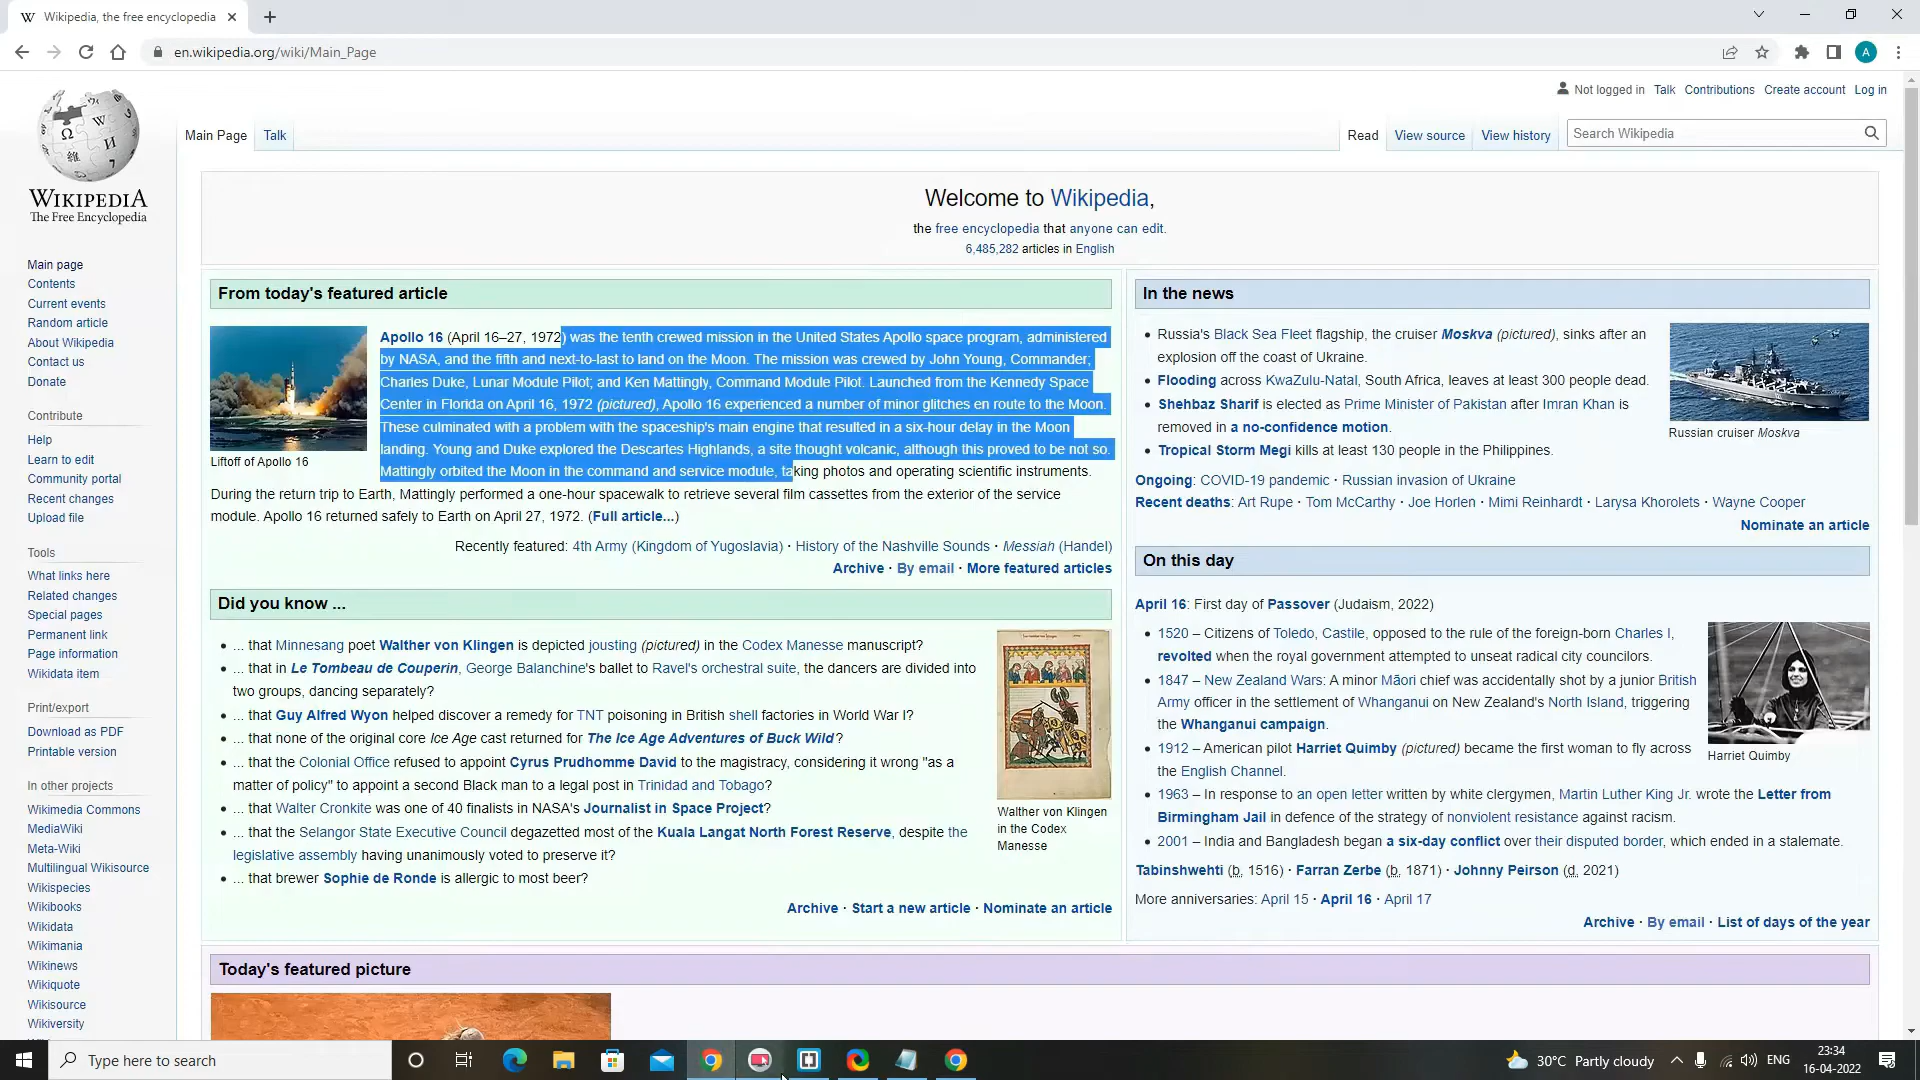 Wikipedia, the free encyclopedia
en.wikipedia.org/wiki/Main_Page
A
Not logged in Talk Contributions Create account Log in
Main Page Talk
Read View source View history Search Wikipedia
WIKIPEDIA
The Free Encyclopedia
Main page
Contents
Current events
Random article
About Wikipedia
Contact us
Donate
Contribute
Help
Learn to edit
Community portal
Recent changes
Upload file
Tools
What links here
Related changes
Special pages
Permanent link
Page information
Wikidata item
Print/export
Download as PDF
Printable version
In other projects
Wikimedia Commons
MediaWiki
Meta-Wiki
Multilingual Wikisource
Wikispecies
Wikibooks
Wikidata
Wikimania
Wikinews
Wikiquote
Wikisource
Wikiversity
Welcome to Wikipedia,
the free encyclopedia that anyone can edit.
6,485,282 articles in English
From today's featured article
Apollo 16 (April 16–27, 1972) was the tenth crewed mission in the United States Apollo space program, administered
by NASA, and the fifth and next-to-last to land on the Moon. The mission was crewed by John Young, Commander;
Charles Duke, Lunar Module Pilot; and Ken Mattingly, Command Module Pilot. Launched from the Kennedy Space
Center in Florida on April 16, 1972 (pictured), Apollo 16 experienced a number of minor glitches en route to the Moon.
These culminated with a problem with the spaceship's main engine that resulted in a six-hour delay in the Moon
landing. Young and Duke explored the Descartes Highlands, a site thought volcanic, although this proved to be not so.
Mattingly orbited the Moon in the command and service module, taking photos and operating scientific instruments.
During the return trip to Earth, Mattingly performed a one-hour spacewalk to retrieve several film cassettes from the exterior of the service
module. Apollo 16 returned safely to Earth on April 27, 1972. (Full article...)
Liftoff of Apollo 16
Recently featured: 4th Army (Kingdom of Yugoslavia) · History of the Nashville Sounds · Messiah (Handel)
Archive · By email · More featured articles
Did you know ...
... that Minnesang poet Walther von Klingen is depicted jousting (pictured) in the Codex Manesse manuscript?
... that in Le Tombeau de Couperin, George Balanchine's ballet to Ravel's orchestral suite, the dancers are divided into
two groups, dancing separately?
... that Guy Alfred Wyon helped discover a remedy for TNT poisoning in British shell factories in World War I?
... that none of the original core Ice Age cast returned for The Ice Age Adventures of Buck Wild?
... that the Colonial Office refused to appoint Cyrus Prudhomme David to the magistracy, considering it wrong "as a
matter of policy" to appoint a second Black man to a legal post in Trinidad and Tobago?
... that Walter Cronkite was one of 40 finalists in NASA's Journalist in Space Project?
... that the Selangor State Executive Council degazetted most of the Kuala Langat North Forest Reserve, despite the
legislative assembly having unanimously voted to preserve it?
... that brewer Sophie de Ronde is allergic to most beer?
Walther von Klingen
in the Codex
Manesse
Archive · Start a new article · Nominate an article
In the news
Russia's Black Sea Fleet flagship, the cruiser Moskva (pictured), sinks after an
explosion off the coast of Ukraine.
Flooding across KwaZulu-Natal, South Africa, leaves at least 300 people dead.
Shehbaz Sharif is elected as Prime Minister of Pakistan after Imran Khan is
removed in a no-confidence motion.
Tropical Storm Megi kills at least 130 people in the Philippines.
Russian cruiser Moskva
Ongoing: COVID-19 pandemic · Russian invasion of Ukraine
Recent deaths: Art Rupe · Tom McCarthy · Joe Horlen · Mimi Reinhardt · Larysa Khorolets · Wayne Cooper
Nominate an article
On this day
April 16: First day of Passover (Judaism, 2022)
1520 – Citizens of Toledo, Castile, opposed to the rule of the foreign-born Charles I,
revolted when the royal government attempted to unseat radical city councilors.
1847 – New Zealand Wars: A minor Māori chief was accidentally shot by a junior British
Army officer in the settlement of Whanganui on New Zealand's North Island, triggering
the Whanganui campaign.
1912 – American pilot Harriet Quimby (pictured) became the first woman to fly across
the English Channel.
1963 – In response to an open letter written by white clergymen, Martin Luther King Jr. wrote the Letter from
Birmingham Jail in defence of the strategy of nonviolent resistance against racism.
2001 – India and Bangladesh began a six-day conflict over their disputed border, which ended in a stalemate.
Harriet Quimby
Tabinshwehti (b. 1516) · Farran Zerbe (b. 1871) · Johnny Peirson (d. 2021)
More anniversaries: April 15 · April 16 · April 17
Archive · By email · List of days of the year
Today's featured picture
Type here to search
30°C Partly cloudy
ENG
23:34
16-04-2022